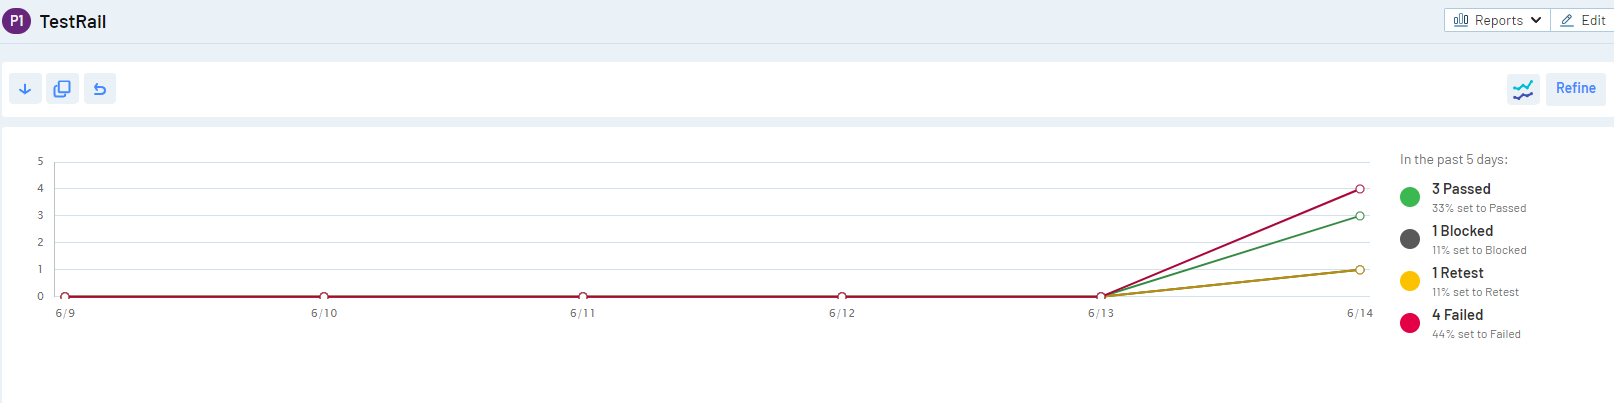 P1 TestRail
Reports
Edit
Refine
5
4
3
2
1
0
6/9 6/10 6/11 6/12 6/13 6/14
In the past 5 days:
3 Passed
33% set to Passed
1 Blocked
11% set to Blocked
1 Retest
11% set to Retest
4 Failed
44% set to Failed